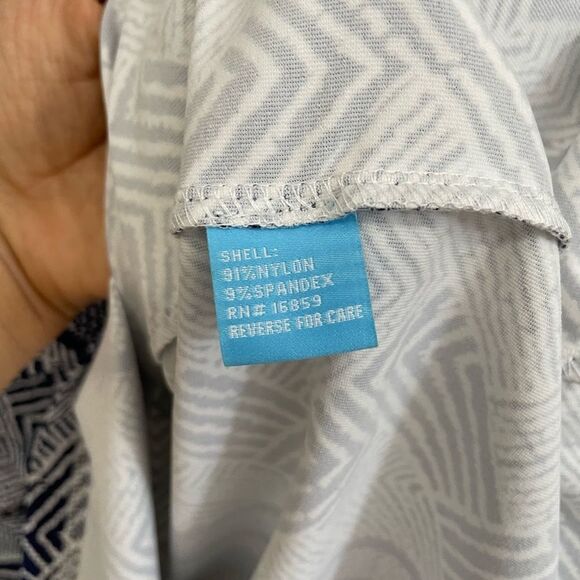 SHELL:
91%NYLON
9%SPANDEX
RN# 16859
REVERSE FOR CARE